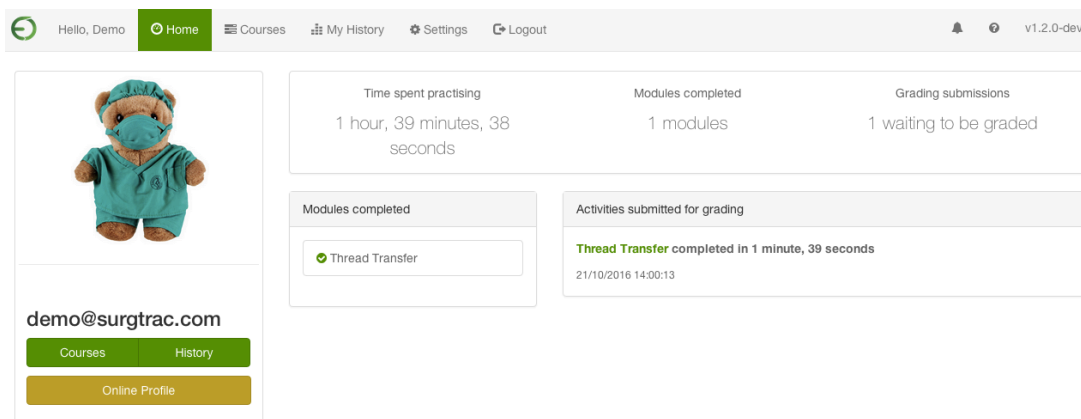 Hello, Demo Home Courses My History Settings Logout v1.2.0-dev
Time spent practising Modules completed Grading submissions
1 hour, 39 minutes, 38 1 modules 1 waiting to be graded
seconds
Modules completed
Thread Transfer
Activities submitted for grading
Thread Transfer completed in 1 minute, 39 seconds
21/10/2016 14:00:13
demo@surgtrac.com
Courses History
Online Profile